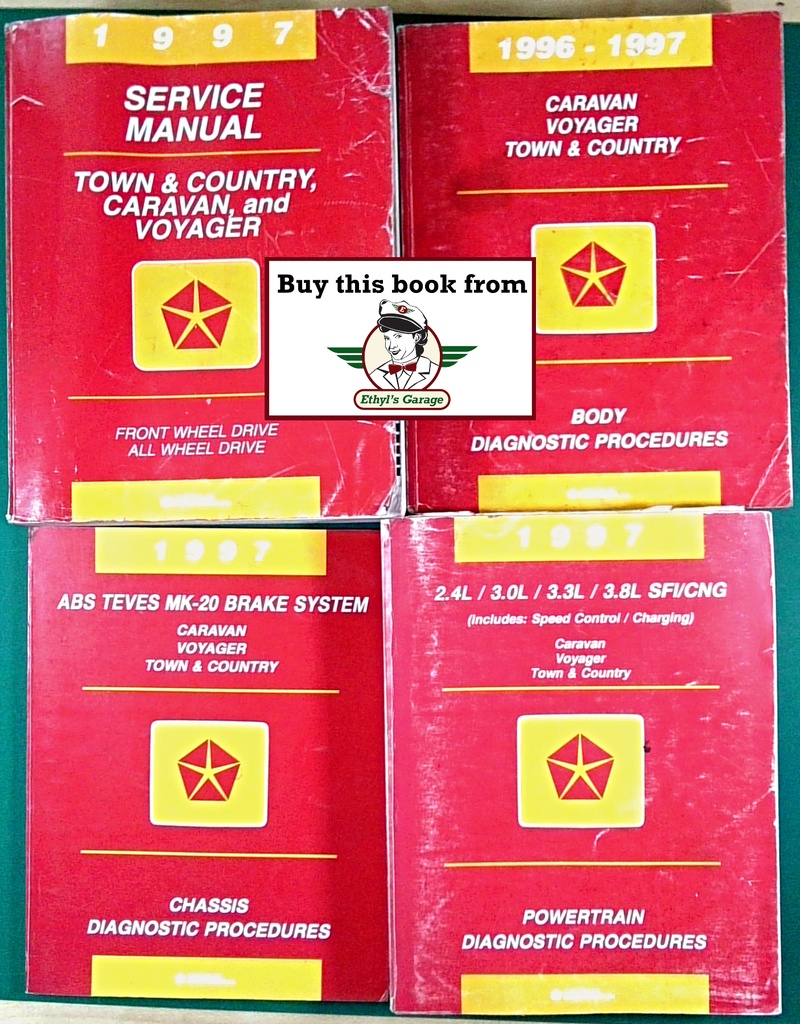 1 9 9 7
SERVICE
MANUAL
TOWN & COUNTRY,
CARAVAN, and
VOYAGER
FRONT WHEEL DRIVE
ALL WHEEL DRIVE
1996 - 1997
CARAVAN
VOYAGER
TOWN & COUNTRY
BODY
DIAGNOSTIC PROCEDURES
Buy this book from
E
Ethyl's Garage
1 9 9 7
ABS TEVES MK-20 BRAKE SYSTEM
CARAVAN
VOYAGER
TOWN & COUNTRY
CHASSIS
DIAGNOSTIC PROCEDURES
1 9 9 7
2.4L / 3.0L / 3.3L / 3.8L SFI/CNG
(Includes: Speed Control / Charging)
Caravan
Voyager
Town & Country
POWERTRAIN
DIAGNOSTIC PROCEDURES